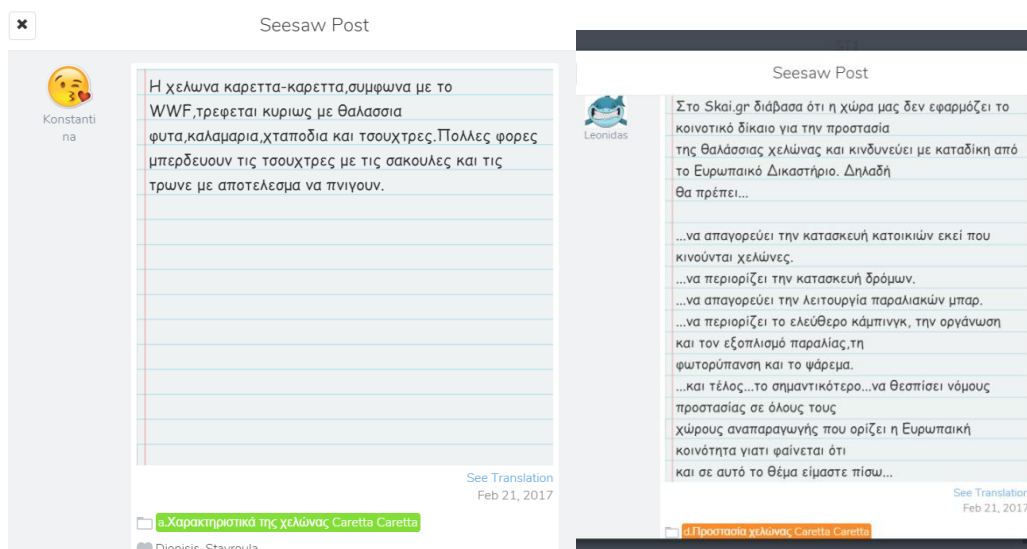 Seesaw Post
Konstanti
na
Η χελωνα καρεττα-καρεττα,συμφωνα με το
WWF,τρεφεται κυριως με θαλασσια
φυτα,καλαμαρια,χταποδια και τσουχτρες.Πολλες φορες
μπερδευουν τις τσουχτρες με τις σακουλες και τις
τρωνε με αποτελεσμα να πνιγουν.
See Translation
Feb 21, 2017
a.Χαρακτηριστικά της χελώνας Caretta Caretta
Dionisis, Stavroula
Seesaw Post
Leonidas
Στο Skai.gr διάβασα ότι η χώρα μας δεν εφαρμόζει το
κοινοτικό δίκαιο για την προστασία
της θαλάσσιας χελώνας και κινδυνεύει με καταδίκη από
το Ευρωπαικό Δικαστήριο. Δηλαδή
θα πρέπει...
...να απαγορεύει την κατασκευή κατοικιών εκεί που
κινούνται χελώνες.
...να περιορίζει την κατασκευή δρόμων.
...να απαγορεύει την λειτουργία παραλιακών μπαρ.
...να περιορίζει το ελεύθερο κάμπινγκ, την οργάνωση
και τον εξοπλισμό παραλίας,τη
φωτορύπανση και το ψάρεμα.
...και τέλος...το σημαντικότερο...να θεσπίσει νόμους
προστασίας σε όλους τους
χώρους αναπαραγωγής που ορίζει η Ευρωπαική
κοινότητα γιατι φαίνεται ότι
και σε αυτό το θέμα είμαστε πίσω...
See Translation
Feb 21, 2017
d.Προστασία χελώνας Caretta Caretta